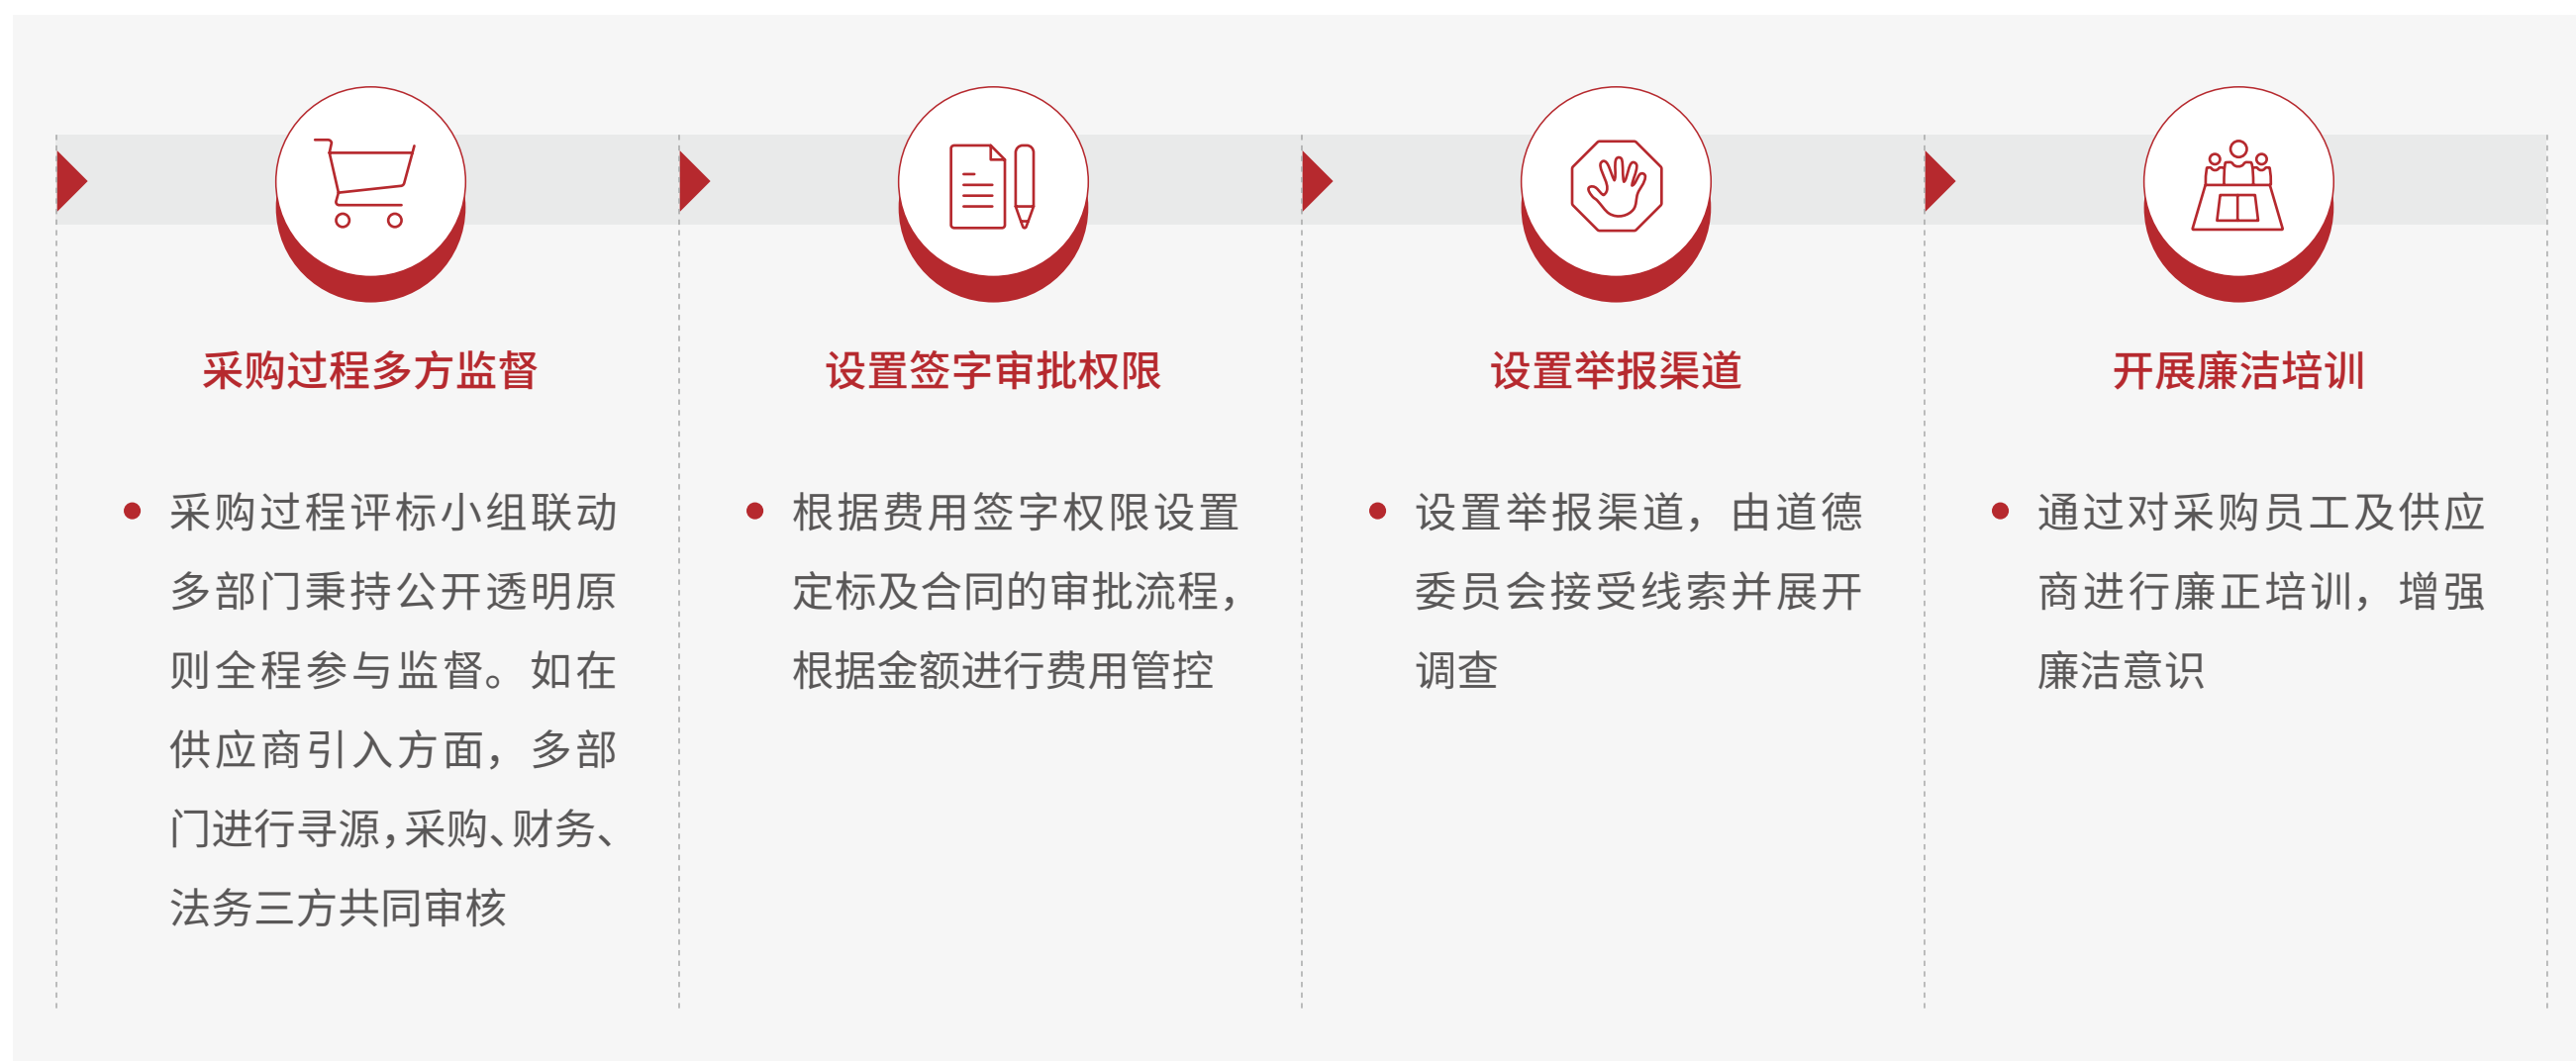 采购过程多方监督
采购过程评标小组联动
多部门秉持公开透明原
则全程参与监督。如在
供应商引入方面，多部
门进行寻源，采购、财务、
法务三方共同审核
设置签字审批权限
根据费用签字权限设置
定标及合同的审批流程，
根据金额进行费用管控
设置举报渠道
设置举报渠道，由道德
委员会接受线索并展开
调查
开展廉洁培训
通过对采购员工及供应
商进行廉正培训，增强
廉洁意识